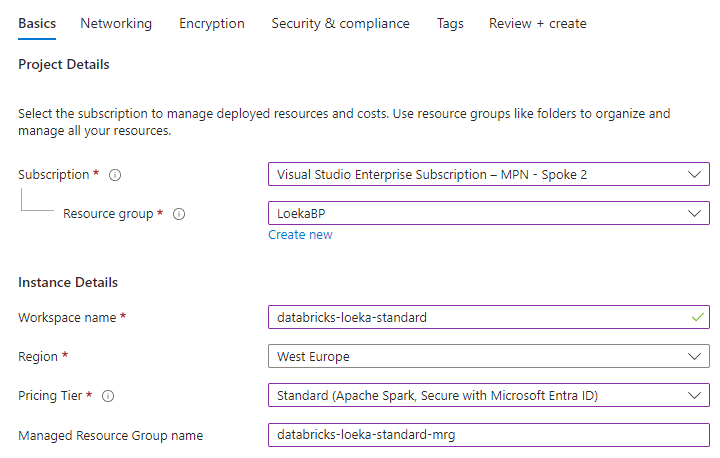 Basics Networking Encryption Security & compliance Tags Review + create
Project Details
Select the subscription to manage deployed resources and costs. Use resource groups like folders to organize and
manage all your resources.
Subscription * Visual Studio Enterprise Subscription – MPN - Spoke 2
Resource group * LoekaBP
Create new
Instance Details
Workspace name * databricks-loeka-standard
Region * West Europe
Pricing Tier * Standard (Apache Spark, Secure with Microsoft Entra ID)
Managed Resource Group name databricks-loeka-standard-mrg